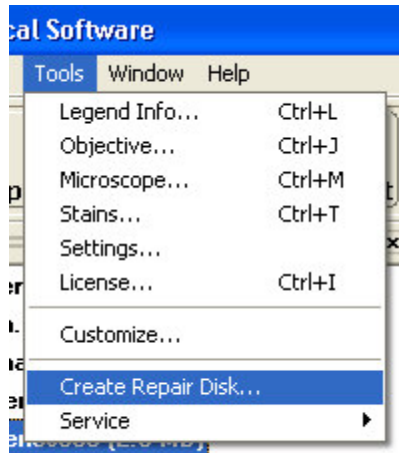 al Software
Tools Window Help
Legend Info... Ctrl+L
Objective... Ctrl+J
Microscope... Ctrl+M
Stains... Ctrl+T
Settings...
License... Ctrl+I
Customize...
Create Repair Disk...
Service